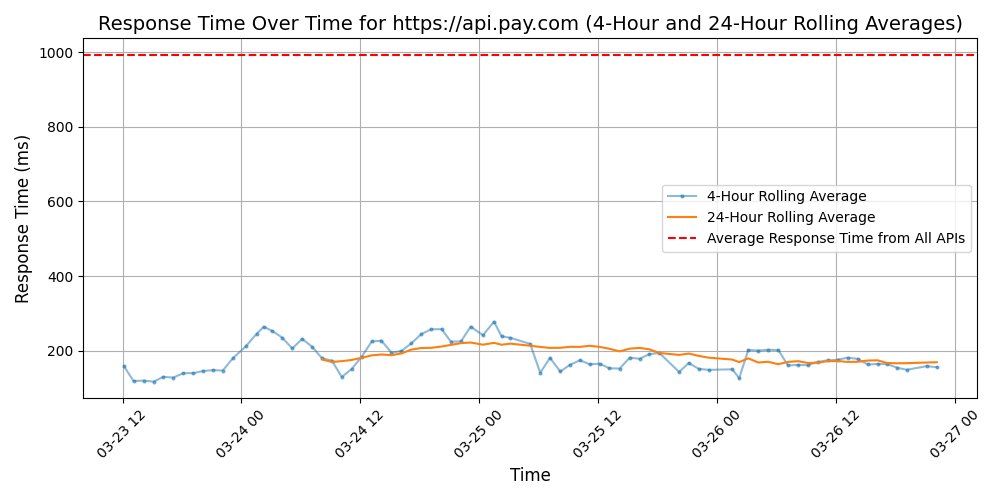 Response Time Over Time for https://api.pay.com (4-Hour and 24-Hour Rolling Averages)
Response Time (ms)
1000
800
600
400
200
4-Hour Rolling Average
24-Hour Rolling Average
Average Response Time from All APIs
03-23 12
03-24 00
03-24 12
03-25 00
03-25 12
03-26 00
03-26 12
03-27 00
Time